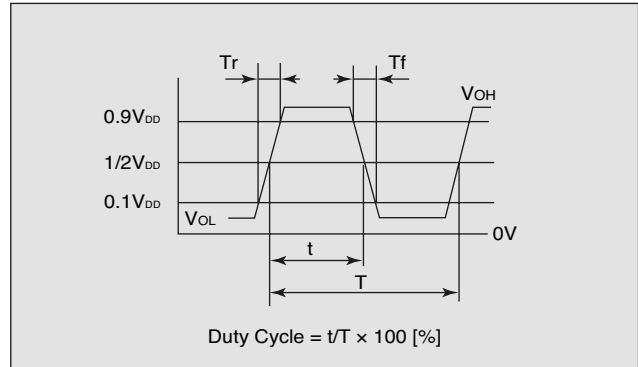 Tr Tf
VOH
0.9VDD
1/2VDD
0.1VDD
VOL
0V
t
T
Duty Cycle = t/T × 100 [%]